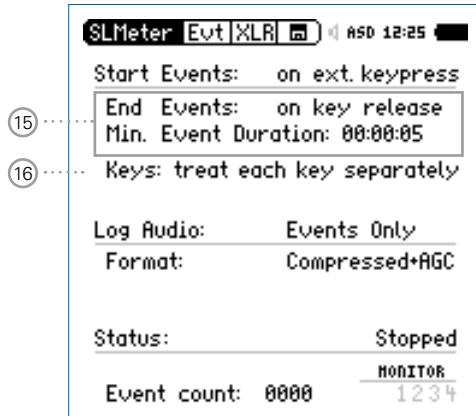 SLMeter Evt XLR ASD 12:25
Start Events: on ext. keypress
15 End Events: on key release
Min. Event Duration: 00:00:05
16 Keys: treat each key separately
Log Audio: Events Only
Format: Compressed+AGC
Status: Stopped
MONITOR
Event count: 0000 1234